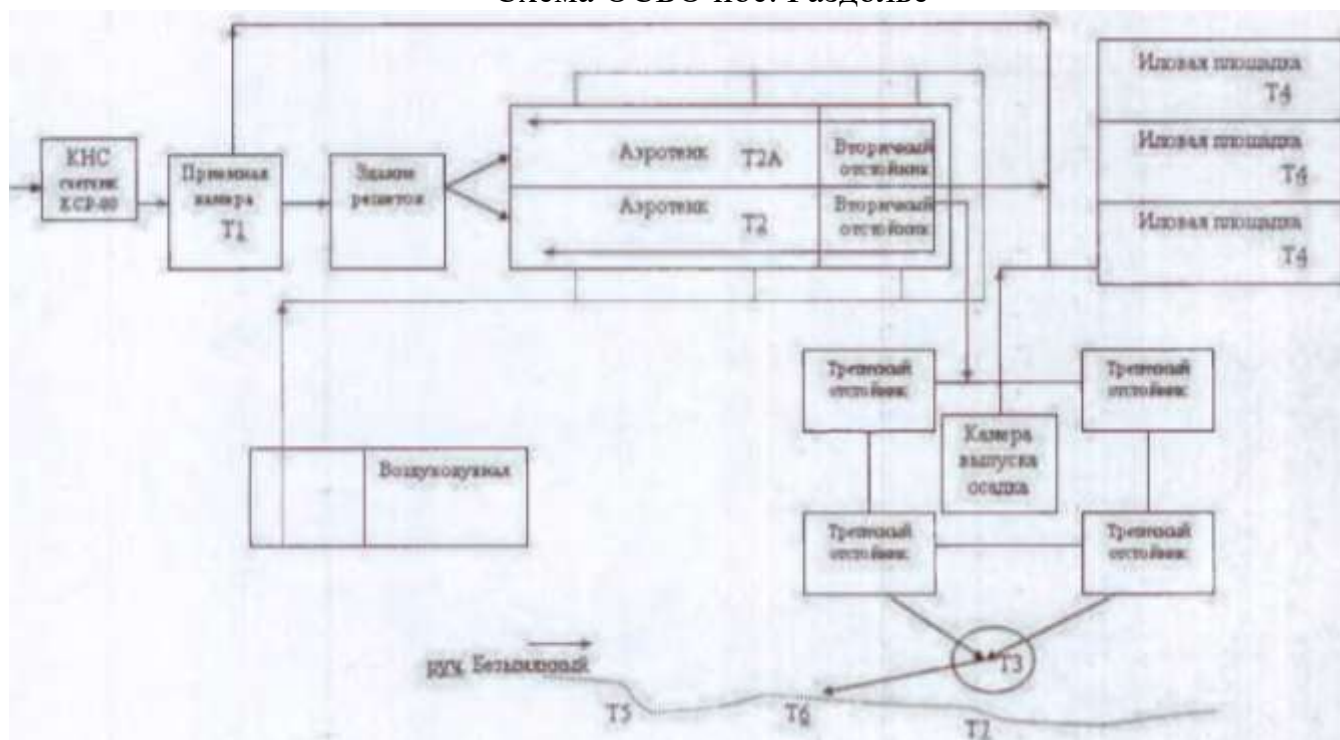 Схема ОСБО пос. Раздолье
КНС
счетчик
Приемная
камера
Т1
Здание
решеток
Аэротенк Т2А
Вторичный
отстойник
Аэротенк Т2
Вторичный
отстойник
Иловая площадка
Т4
Иловая площадка
Т4
Иловая площадка
Т4
Воздуходувная
Третичный
отстойник
Третичный
отстойник
Камера
выпуска
осадка
Третичный
отстойник
Третичный
отстойник
Т3
руч. Безымянный
Т5
Т6
Т7